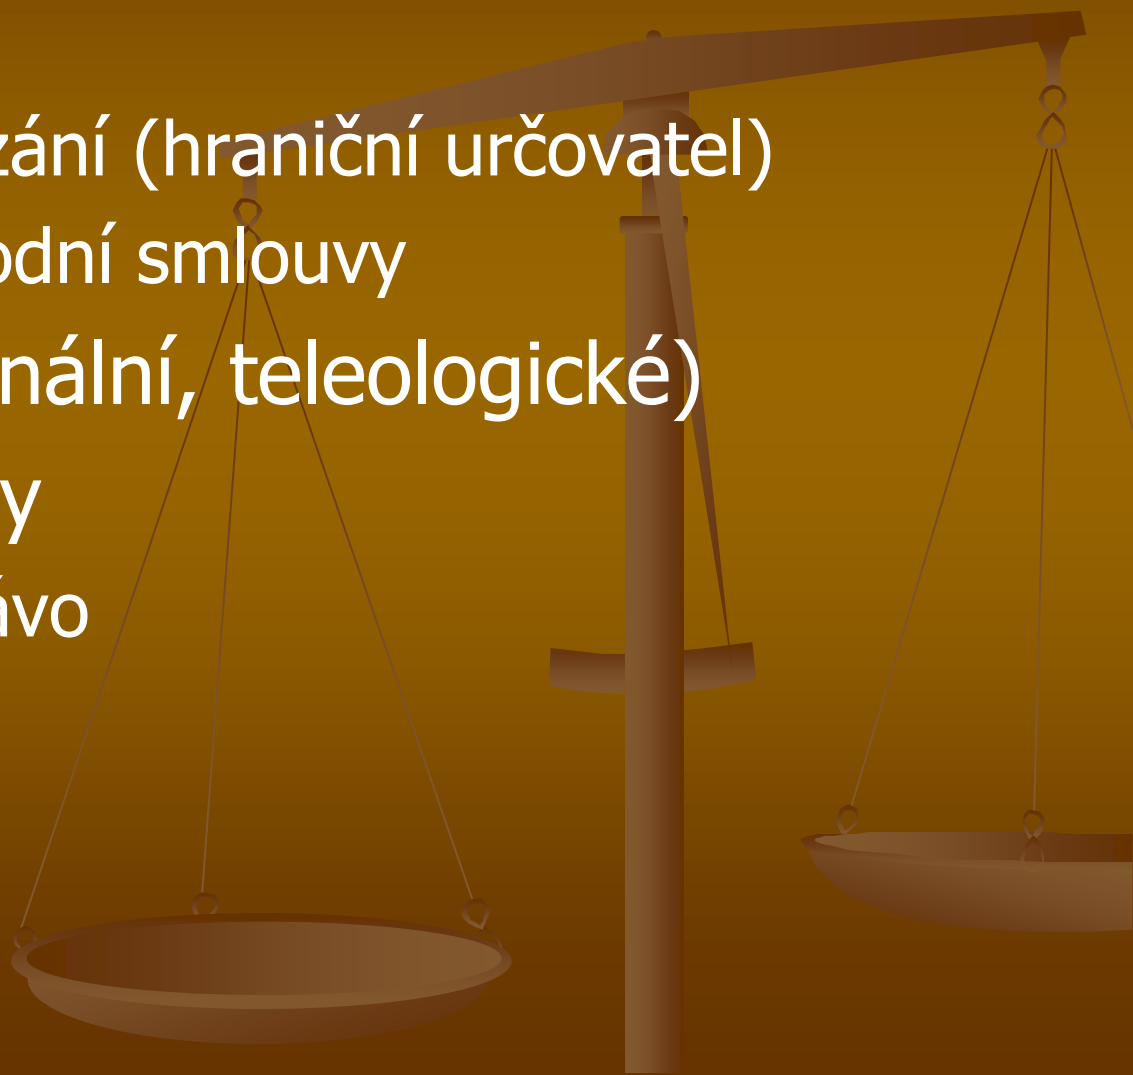 zání (hraniční určovatel)
odní smlouvy
nální, teleologické)
y
ávo